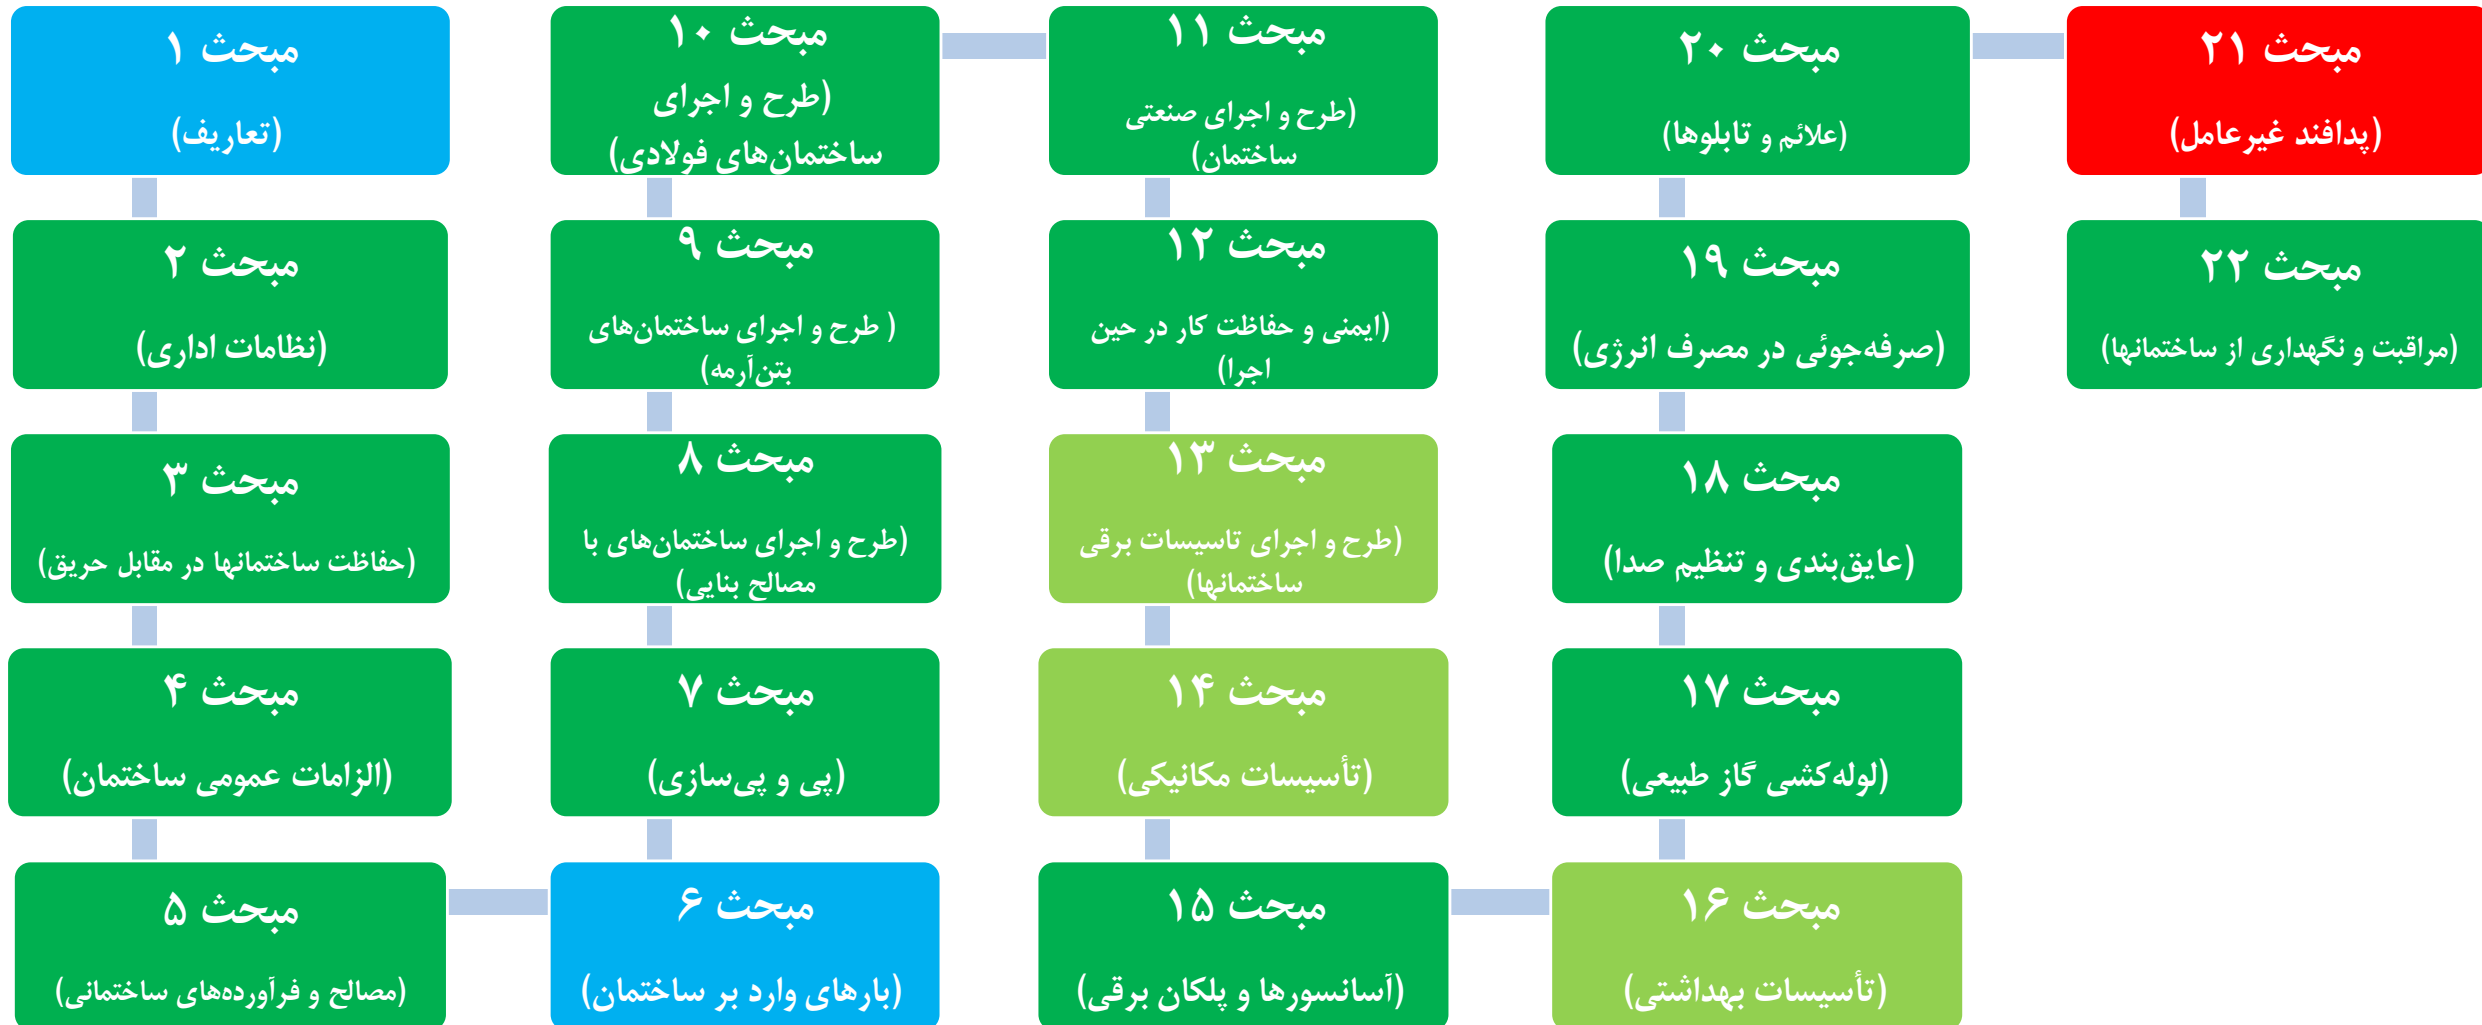 مبحث ۱
(تعاریف)
مبحث ۲
(نظامات اداری)
مبحث ۳
(حفاظت ساختمانها در مقابل حریق)
مبحث ۴
(الزامات عمومی ساختمان)
مبحث ۵
(مصالح و فرآورده‌های ساختمانی)
مبحث ۶
(بارهای وارد بر ساختمان)
مبحث ۷
(پی و پی‌سازی)
مبحث ۸
(طرح و اجرای ساختمان‌های با
مصالح بنایی)
مبحث ۹
( طرح و اجرای ساختمان‌های
بتن‌آرمه)
مبحث ۱۰
(طرح و اجرای
ساختمان‌های فولادی)
مبحث ۱۱
(طرح و اجرای صنعتی
ساختمان)
مبحث ۱۲
(ایمنی و حفاظت کار در حین
اجرا)
مبحث ۱۳
(طرح و اجرای تاسیسات برقی
ساختمانها)
مبحث ۱۴
(تأسیسات مکانیکی)
مبحث ۱۵
(آسانسورها و پلکان برقی)
مبحث ۱۶
(تأسیسات بهداشتی)
مبحث ۱۷
(لوله‌کشی گاز طبیعی)
مبحث ۱۸
(عایق‌بندی و تنظیم صدا)
مبحث ۱۹
(صرفه‌جوئی در مصرف انرژی)
مبحث ۲۰
(علائم و تابلوها)
مبحث ۲۱
(پدافند غیرعامل)
مبحث ۲۲
(مراقبت و نگهداری از ساختمانها)